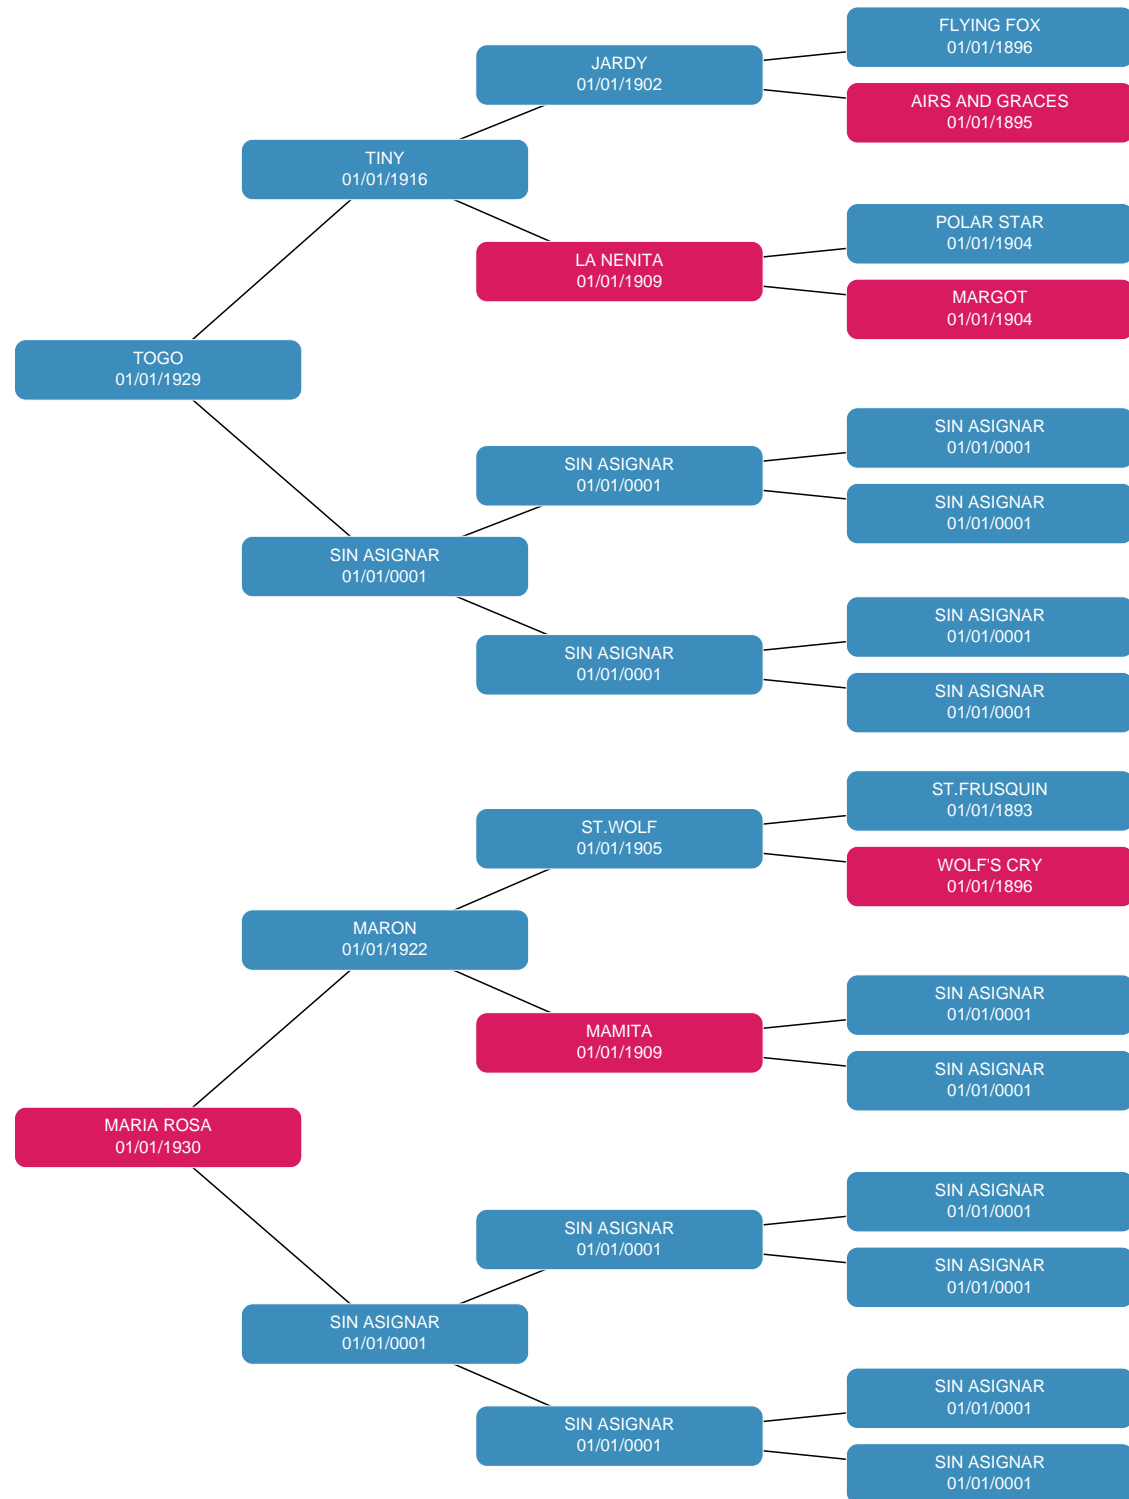 FLYING FOX
01/01/1896
JARDY
01/01/1902
AIRS AND GRACES
01/01/1895
TINY
01/01/1916
POLAR STAR
01/01/1904
LA NENITA
01/01/1909
MARGOT
01/01/1904
TOGO
01/01/1929
SIN ASIGNAR
01/01/0001
SIN ASIGNAR
01/01/0001
SIN ASIGNAR
01/01/0001
SIN ASIGNAR
01/01/0001
SIN ASIGNAR
01/01/0001
SIN ASIGNAR
01/01/0001
SIN ASIGNAR
01/01/0001
ST.FRUSQUIN
01/01/1893
ST.WOLF
01/01/1905
WOLF'S CRY
01/01/1896
MARON
01/01/1922
SIN ASIGNAR
01/01/0001
MAMITA
01/01/1909
SIN ASIGNAR
01/01/0001
MARIA ROSA
01/01/1930
SIN ASIGNAR
01/01/0001
SIN ASIGNAR
01/01/0001
SIN ASIGNAR
01/01/0001
SIN ASIGNAR
01/01/0001
SIN ASIGNAR
01/01/0001
SIN ASIGNAR
01/01/0001
SIN ASIGNAR
01/01/0001